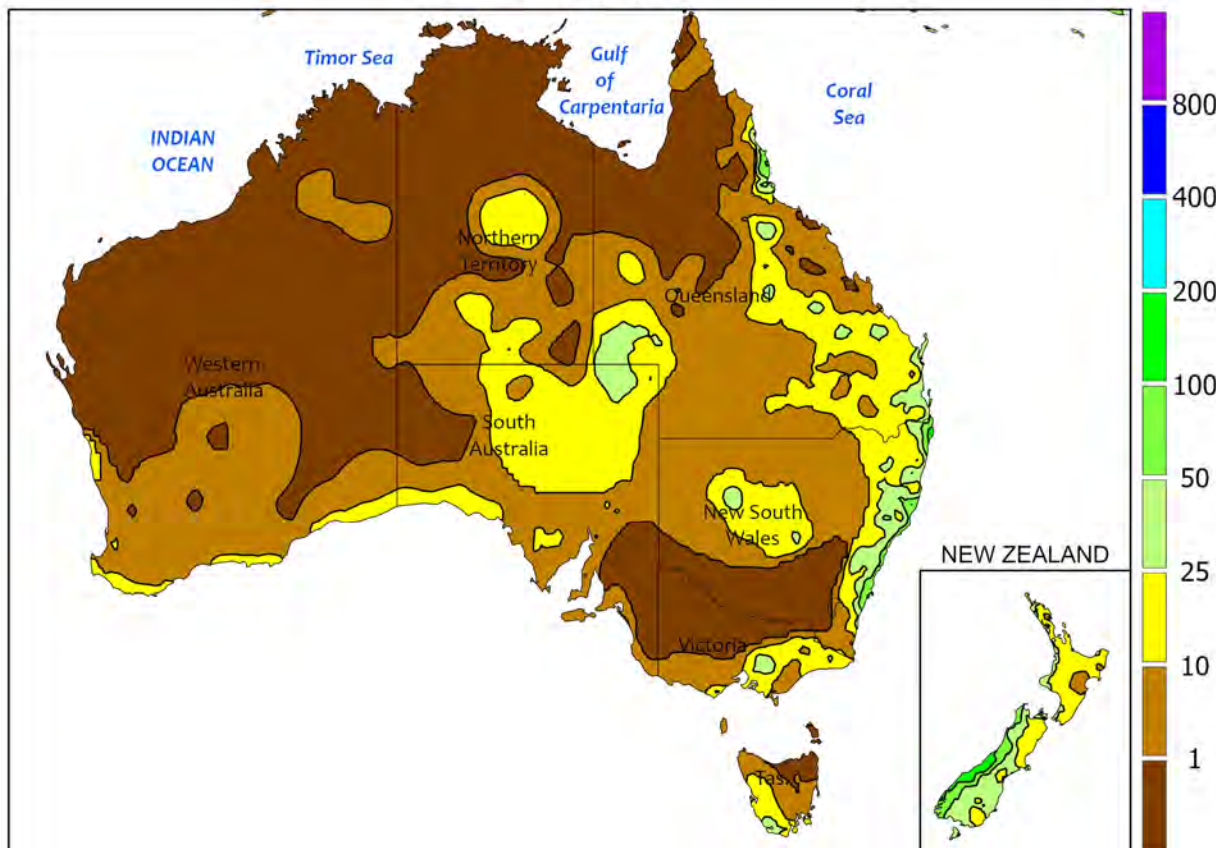 Timor Sea
Gulf
of
Carpentaria
Coral
Sea
INDIAN
OCEAN
Northern
Territory
Queensland
Western
Australia
South
Australia
New South
Wales
Victoria
Tas.
NEW ZEALAND
800
400
200
100
50
25
10
1